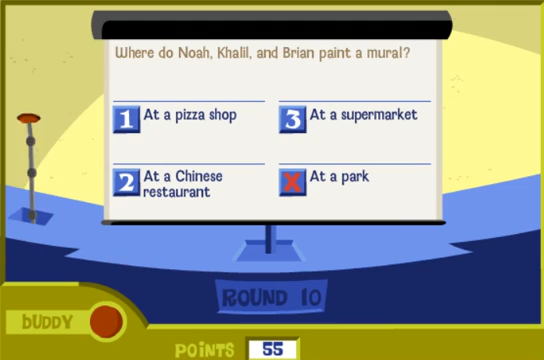 Where do Noah, Khalil, and Brian paint a mural?
1 At a pizza shop
3 At a supermarket
2 At a Chinese
restaurant
X At a park
ROUND 10
BUDDY
POINTS 55